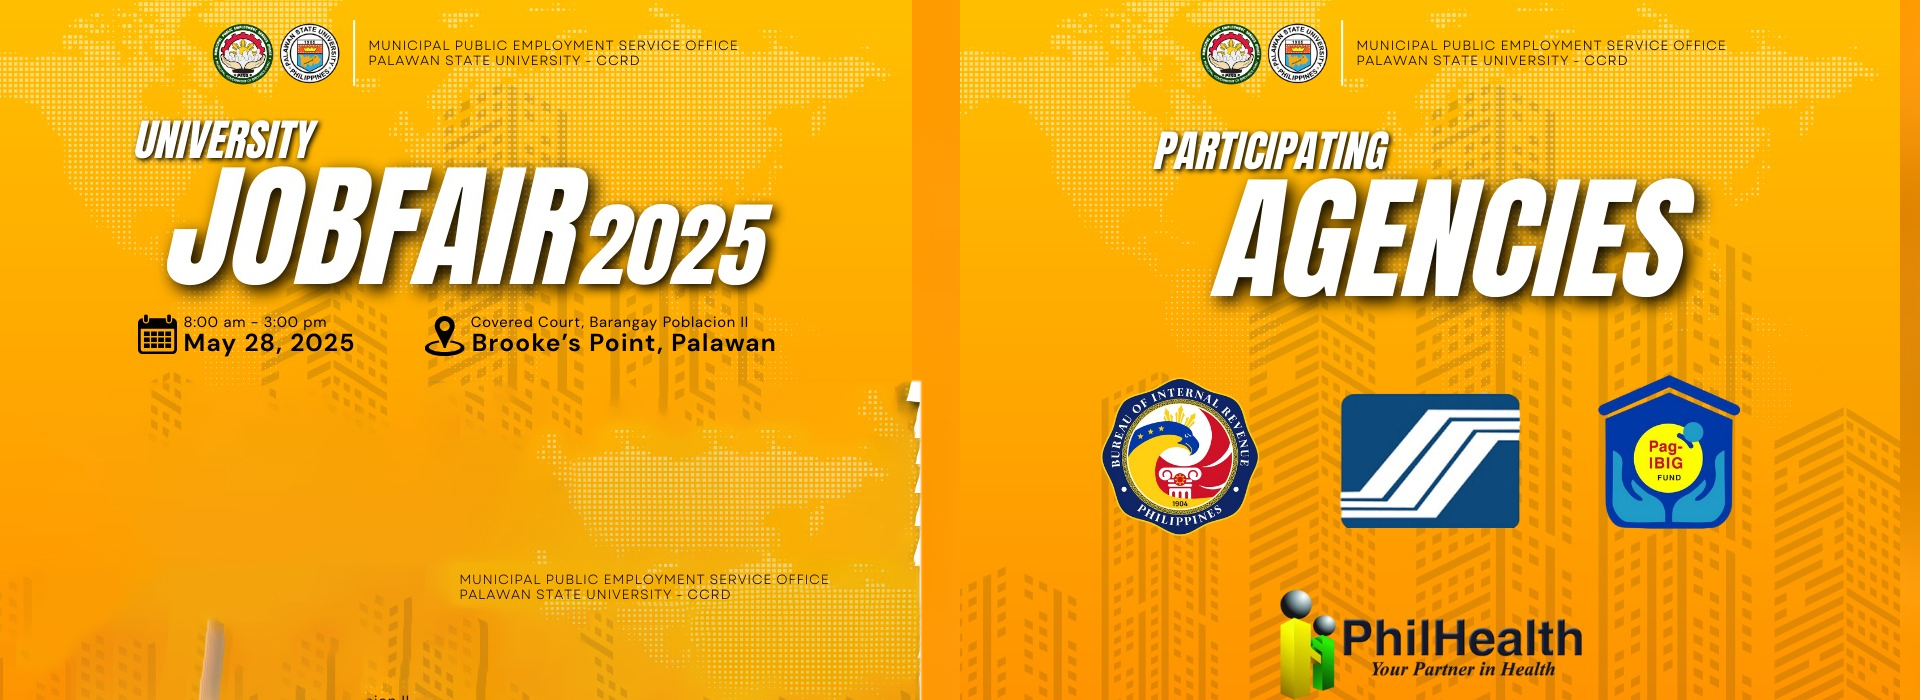 MUNICIPAL PUBLIC EMPLOYMENT SERVICE OFFICE
PALAWAN STATE UNIVERSITY - CCRD
UNIVERSITY
JOBFAIR 2025
8:00 am - 3:00 pm
May 28, 2025
Covered Court, Barangay Poblacion II
Brooke's Point, Palawan
MUNICIPAL PUBLIC EMPLOYMENT SERVICE OFFICE
PALAWAN STATE UNIVERSITY - CCRD
MUNICIPAL PUBLIC EMPLOYMENT SERVICE OFFICE
PALAWAN STATE UNIVERSITY - CCRD
PARTICIPATING
AGENCIES
BUREAU OF INTERNAL REVENUE
1904
PHILIPPINES
Pag-
IBIG
FUND
PhilHealth
Your Partner in Health